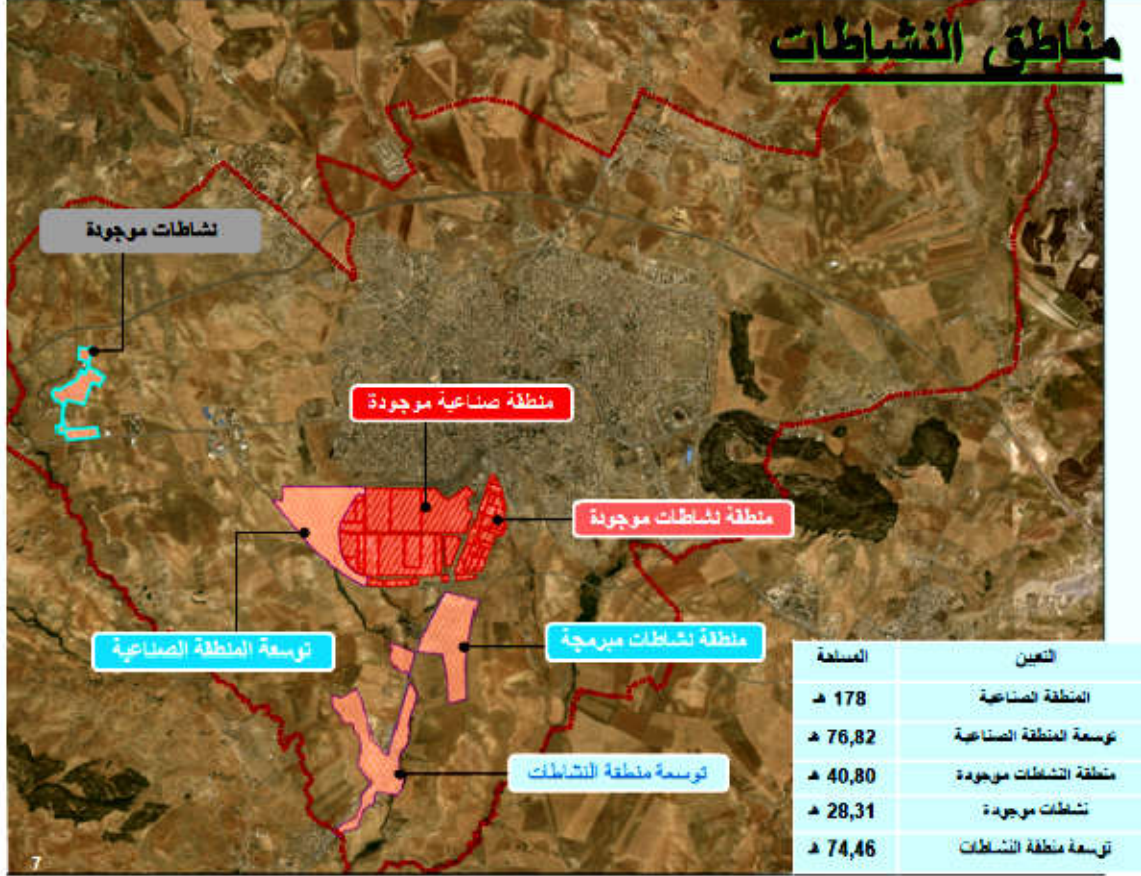 مناطق النشاطات
نشاطات موجودة
منطقة صناعية موجودة
منطقة نشاطات موجودة
توسعة المنطقة الصناعية
منطقة نشاطات مبرمجة
توسعة منطقة النشاطات
التعيين المساحة
المنطقة الصناعية 178 هـ
توسعة المنطقة الصناعية 76,82 هـ
منطقة النشاطات موجودة 40,80 هـ
نشاطات موجودة 28,31 هـ
توسعة منطقة النشاطات 74,46 هـ
7